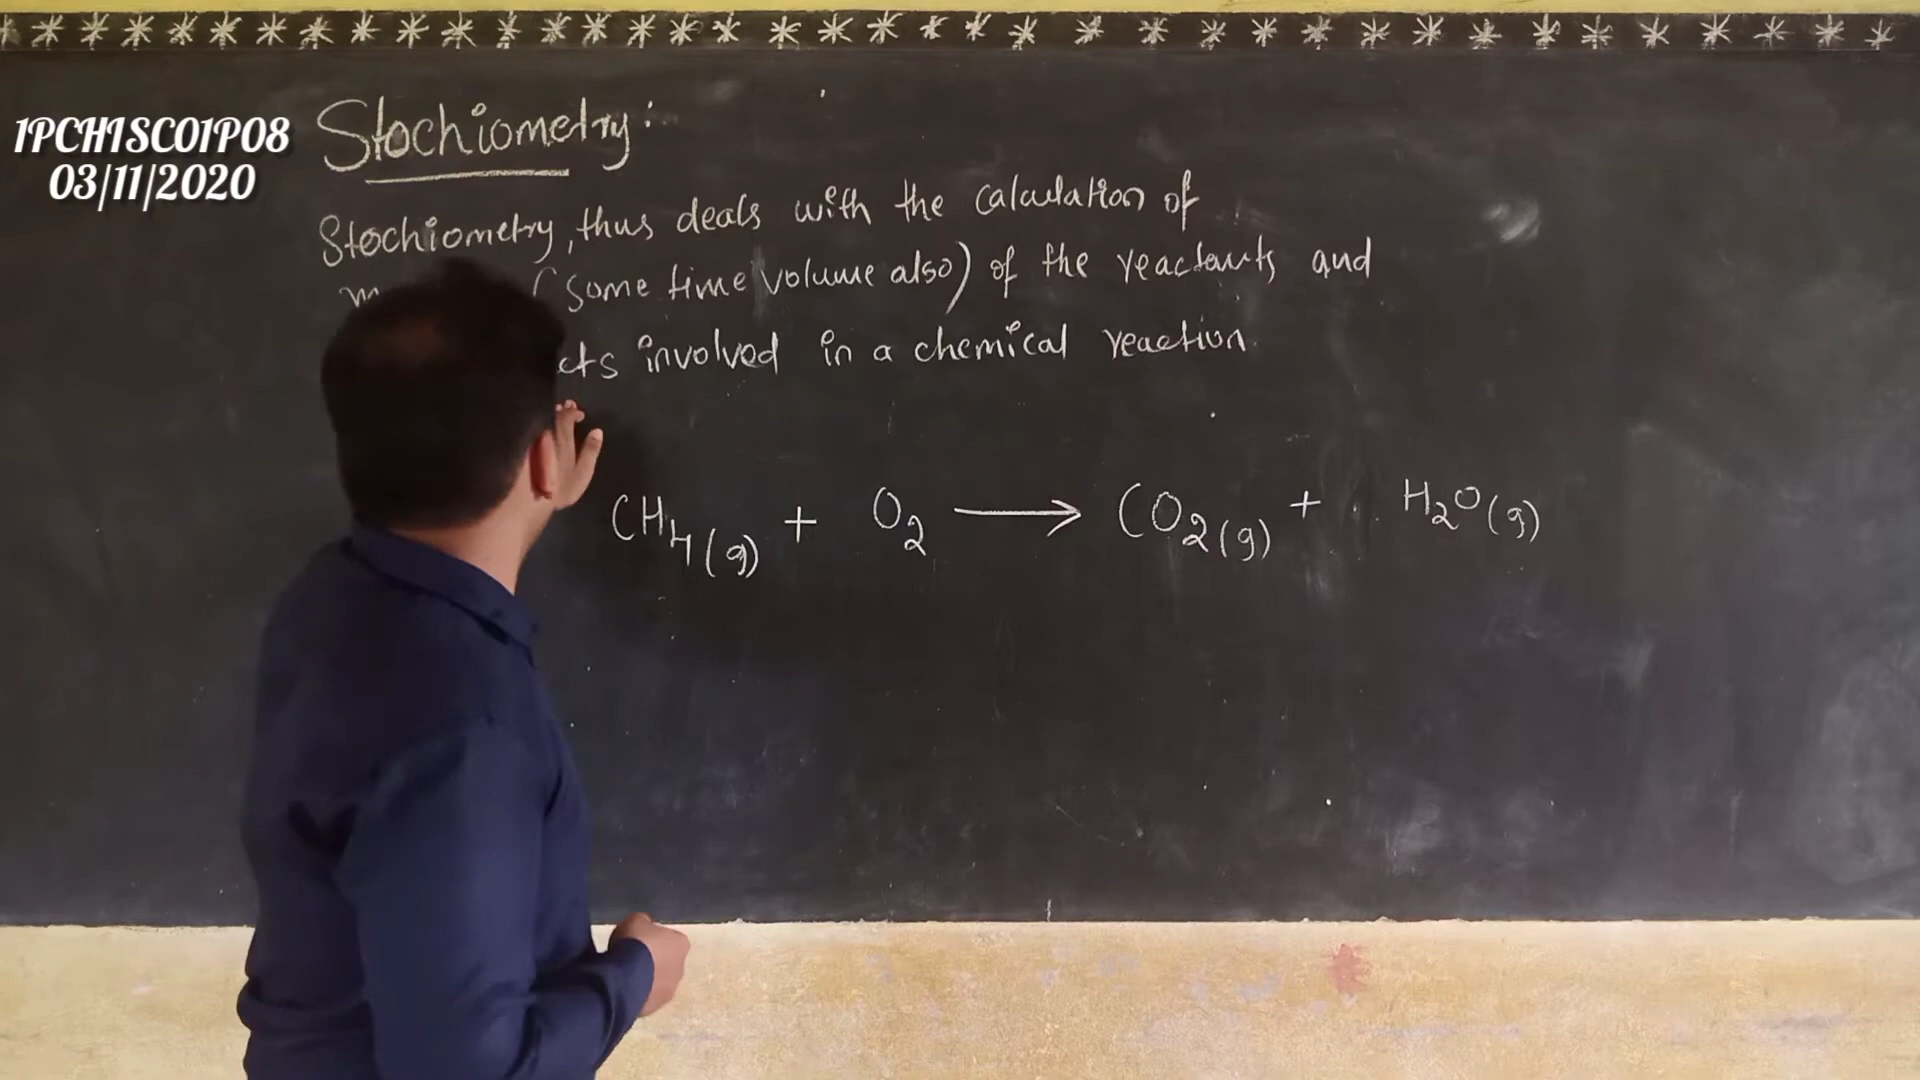 1PCH1SC01P08
03/11/2020
Stochiometry:
Stochiometry, thus deals with the calculation of
(some time volume also) of the reactants and
involved in a chemical reaction.
CH4(g) + O2 ⟶ CO2(g) + H2O(g)